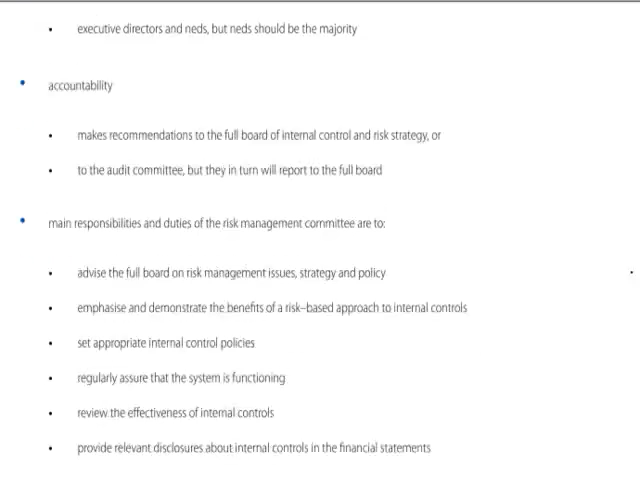 • executive directors and neds, but neds should be the majority
• accountability
• makes recommendations to the full board of internal control and risk strategy, or
• to the audit committee, but they in turn will report to the full board
• main responsibilities and duties of the risk management committee are to:
• advise the full board on risk management issues, strategy and policy
• emphasise and demonstrate the benefits of a risk–based approach to internal controls
• set appropriate internal control policies
• regularly assure that the system is functioning
• review the effectiveness of internal controls
• provide relevant disclosures about internal controls in the financial statements